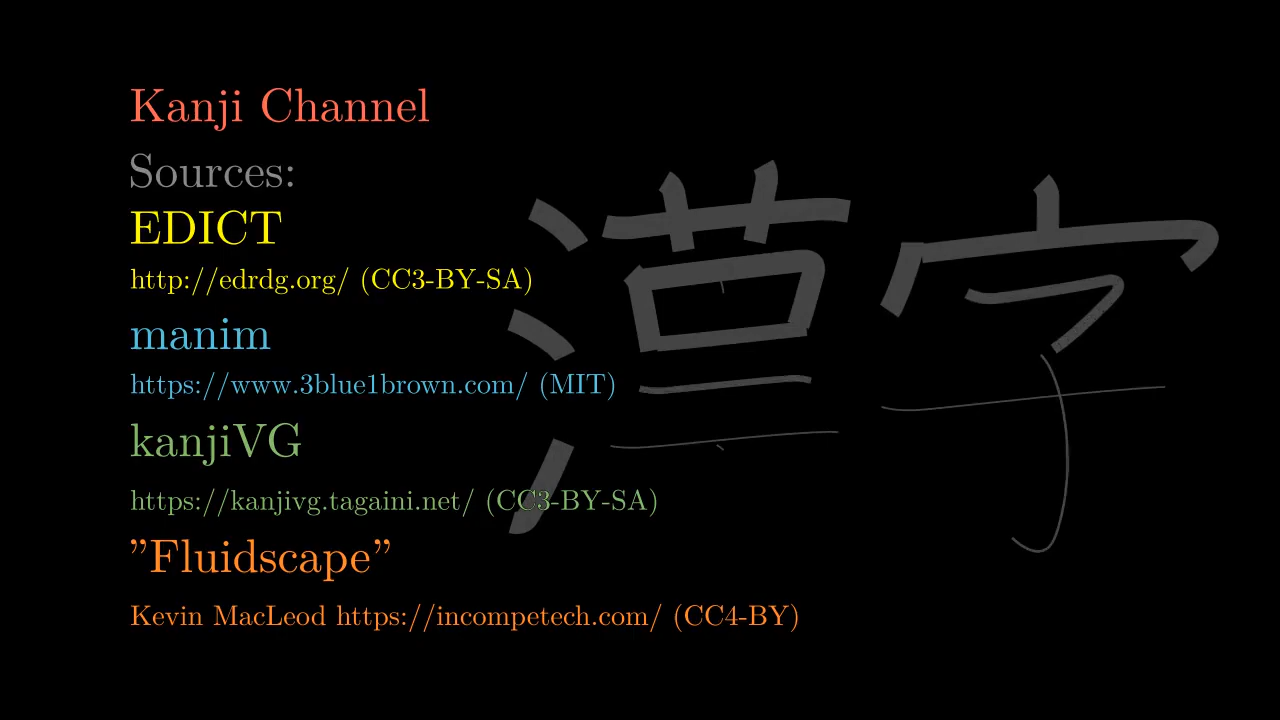 Kanji Channel
Sources:
EDICT
http://edrdg.org/ (CC3-BY-SA)
manim
https://www.3blue1brown.com/ (MIT)
kanjiVG
https://kanjivg.tagaini.net/ (CC3-BY-SA)
”Fluidscape”
Kevin MacLeod https://incompetech.com/ (CC4-BY)
漢字